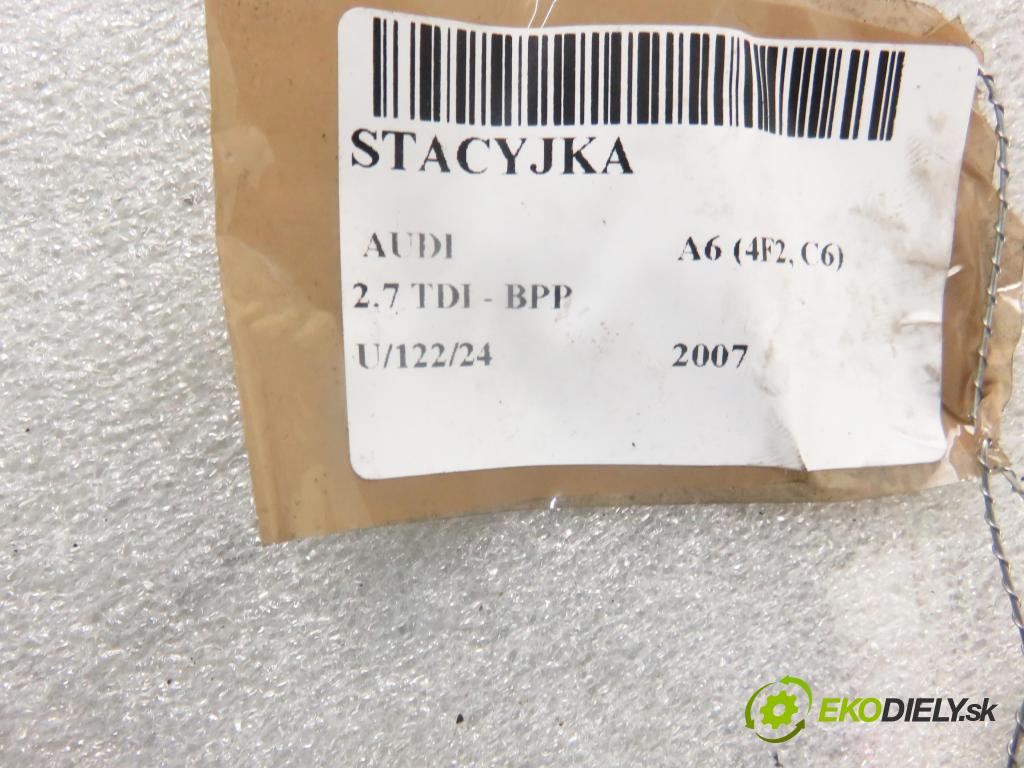 STACYJKA
AUDI A6 (4F2, C6)
2.7 TDI - BPP
U/122/24 2007
EKODIELY.sk